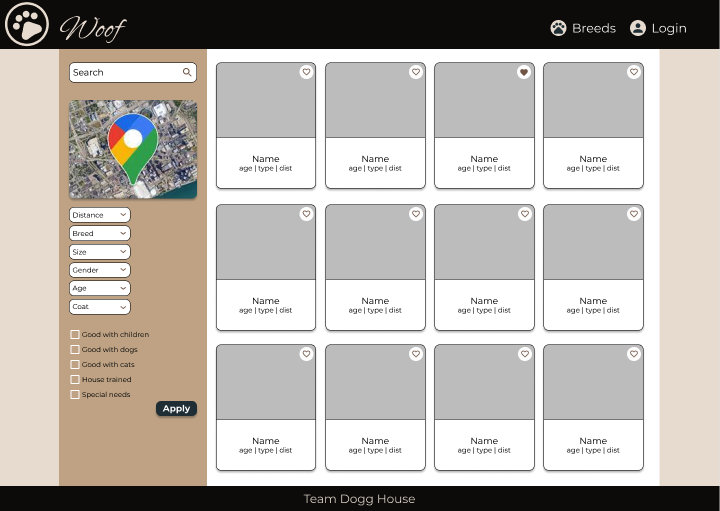 Woof
Breeds
Login
Search
Distance
Breed
Size
Gender
Age
Coat
Good with children
Good with dogs
Good with cats
House trained
Special needs
Apply
Name
age | type | dist
Name
age | type | dist
Name
age | type | dist
Name
age | type | dist
Name
age | type | dist
Name
age | type | dist
Name
age | type | dist
Name
age | type | dist
Name
age | type | dist
Name
age | type | dist
Name
age | type | dist
Name
age | type | dist
Team Dogg House